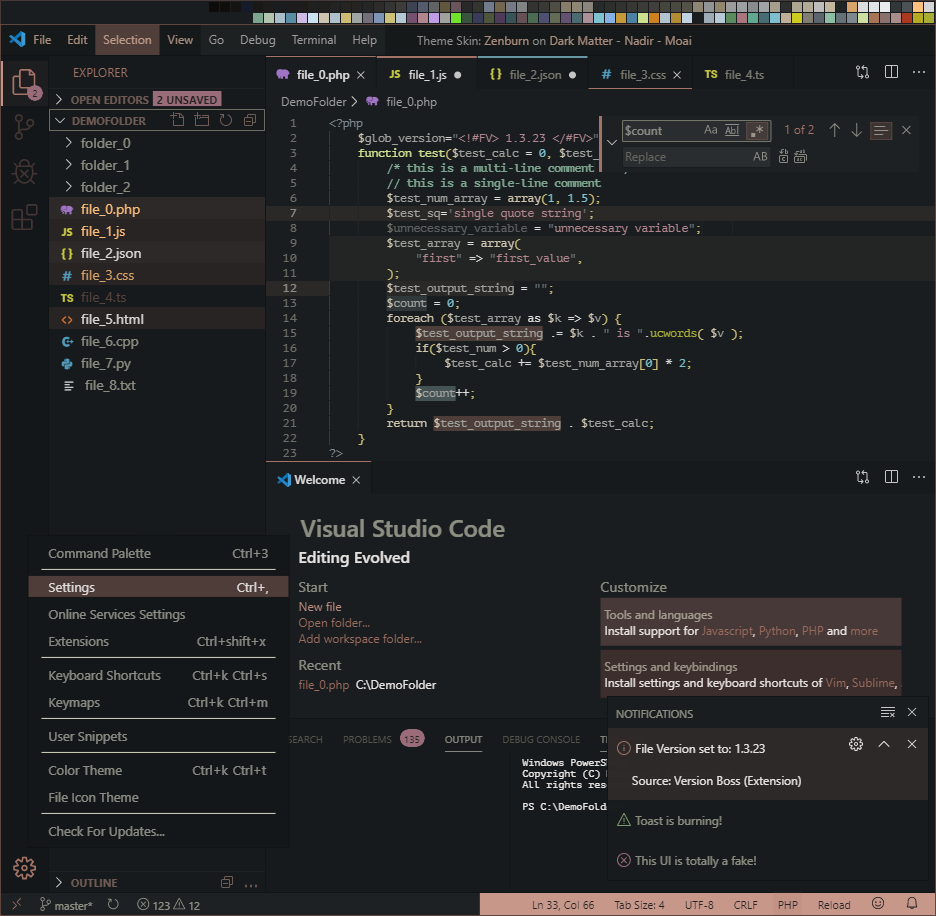 File Edit Selection View Go Debug Terminal Help Theme Skin: Zenburn on Dark Matter - Nadir - Moai
EXPLORER
2
OPEN EDITORS 2 UNSAVED
DEMOFOLDER
folder_0
folder_1
folder_2
file_0.php
JS file_1.js
{} file_2.json
# file_3.css
TS file_4.ts
<> file_5.html
file_6.cpp
file_7.py
file_8.txt
file_0.php JS file_1.js {} file_2.json # file_3.css TS file_4.ts
DemoFolder > file_0.php
$count Aa Abl .* 1 of 2
Replace AB
1 <?php
2 $glob_version="<!#FV> 1.3.23 </#FV>"
3 function test($test_calc = 0, $test_
4 /* this is a multi-line comment
5 // this is a single-line comment
6 $test_num_array = array(1, 1.5);
7 $test_sq='single quote string';
8 $unnecessary_variable = "unnecessary variable";
9 $test_array = array(
10 "first" => "first_value",
11 );
12 $test_output_string = "";
13 $count = 0;
14 foreach ($test_array as $k => $v) {
15 $test_output_string .= $k . " is ".ucwords( $v );
16 if($test_num > 0){
17 $test_calc += $test_num_array[0] * 2;
18 }
19 $count++;
20 }
21 return $test_output_string . $test_calc;
22 }
23 ?>
Welcome
Visual Studio Code
Editing Evolved
Start
New file
Open folder...
Add workspace folder...
Recent
file_0.php C:\DemoFolder
Customize
Tools and languages
Install support for Javascript, Python, PHP and more
Settings and keybindings
Install settings and keyboard shortcuts of Vim, Sublime,
Command Palette Ctrl+3
Settings Ctrl+,
Online Services Settings
Extensions Ctrl+shift+x
Keyboard Shortcuts Ctrl+k Ctrl+s
Keymaps Ctrl+k Ctrl+m
User Snippets
Color Theme Ctrl+k Ctrl+t
File Icon Theme
Check For Updates...
SEARCH PROBLEMS 135 OUTPUT DEBUG CONSOLE T
Windows PowerS
Copyright (C)
All rights res
PS C:\DemoFold
NOTIFICATIONS
File Version set to: 1.3.23
Source: Version Boss (Extension)
Toast is burning!
This UI is totally a fake!
OUTLINE
master* 123 12 Ln 33, Col 66 Tab Size: 4 UTF-8 CRLF PHP Reload